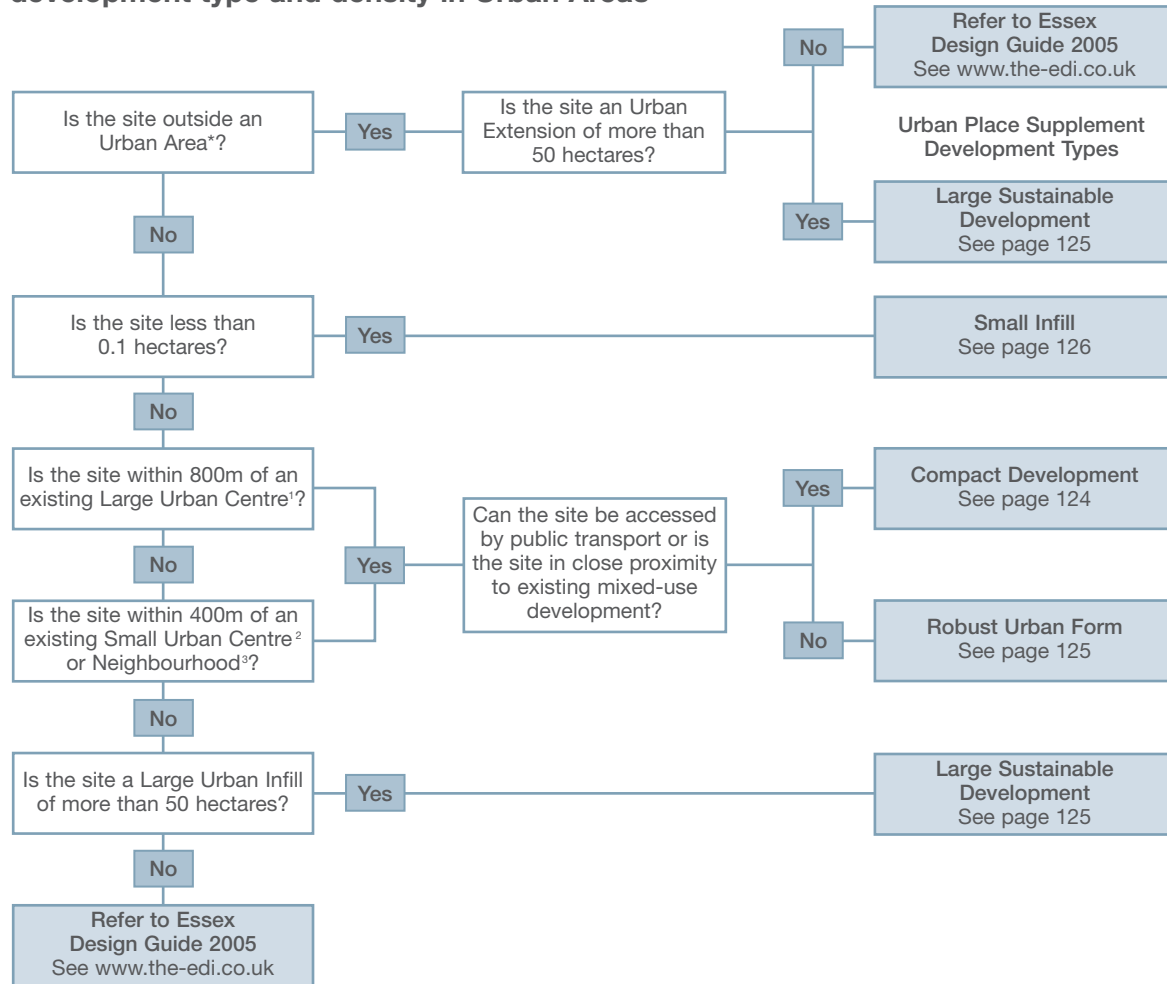 development type and density in Urban Areas
No
Refer to Essex
Design Guide 2005
See www.the-edi.co.uk
Is the site outside an
Urban Area*?
Yes
Is the site an Urban
Extension of more than
50 hectares?
Urban Place Supplement
Development Types
Yes
Large Sustainable
Development
See page 125
No
Is the site less than
0.1 hectares?
Yes
Small Infill
See page 126
No
Is the site within 800m of an
existing Large Urban Centre¹?
No
Is the site within 400m of an
existing Small Urban Centre²
or Neighbourhood³?
Yes
Can the site be accessed
by public transport or is
the site in close proximity
to existing mixed-use
development?
Yes
Compact Development
See page 124
No
Robust Urban Form
See page 125
No
Is the site a Large Urban Infill
of more than 50 hectares?
Yes
Large Sustainable
Development
See page 125
No
Refer to Essex
Design Guide 2005
See www.the-edi.co.uk